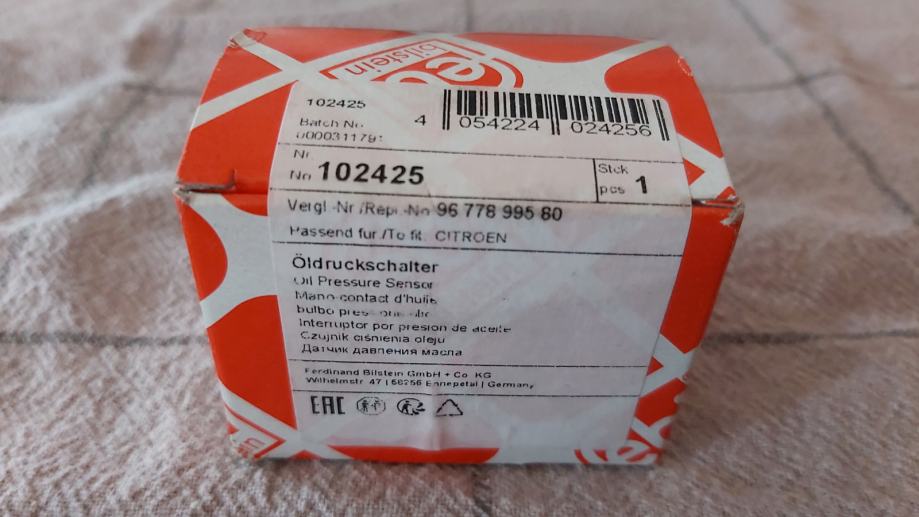 bilstein
102425
Batch No.
4 054224 024256
Nr
No 102425
Stck
pcs 1
Vergl.-Nr./Repl.-No 96 778 995 80
Passend für /To fit: CITROEN
Öldruckschalter
Oil Pressure Sensor
Mano-contact d'huile
bulbo
Interruptor por presion de aceite
Czujnik ciśnienia oleju
Датчик давления масла
Ferdinand Bilstein GmbH + Co. KG
Wilhelmstr. 47 | 58256 Ennepetal | Germany
EAC